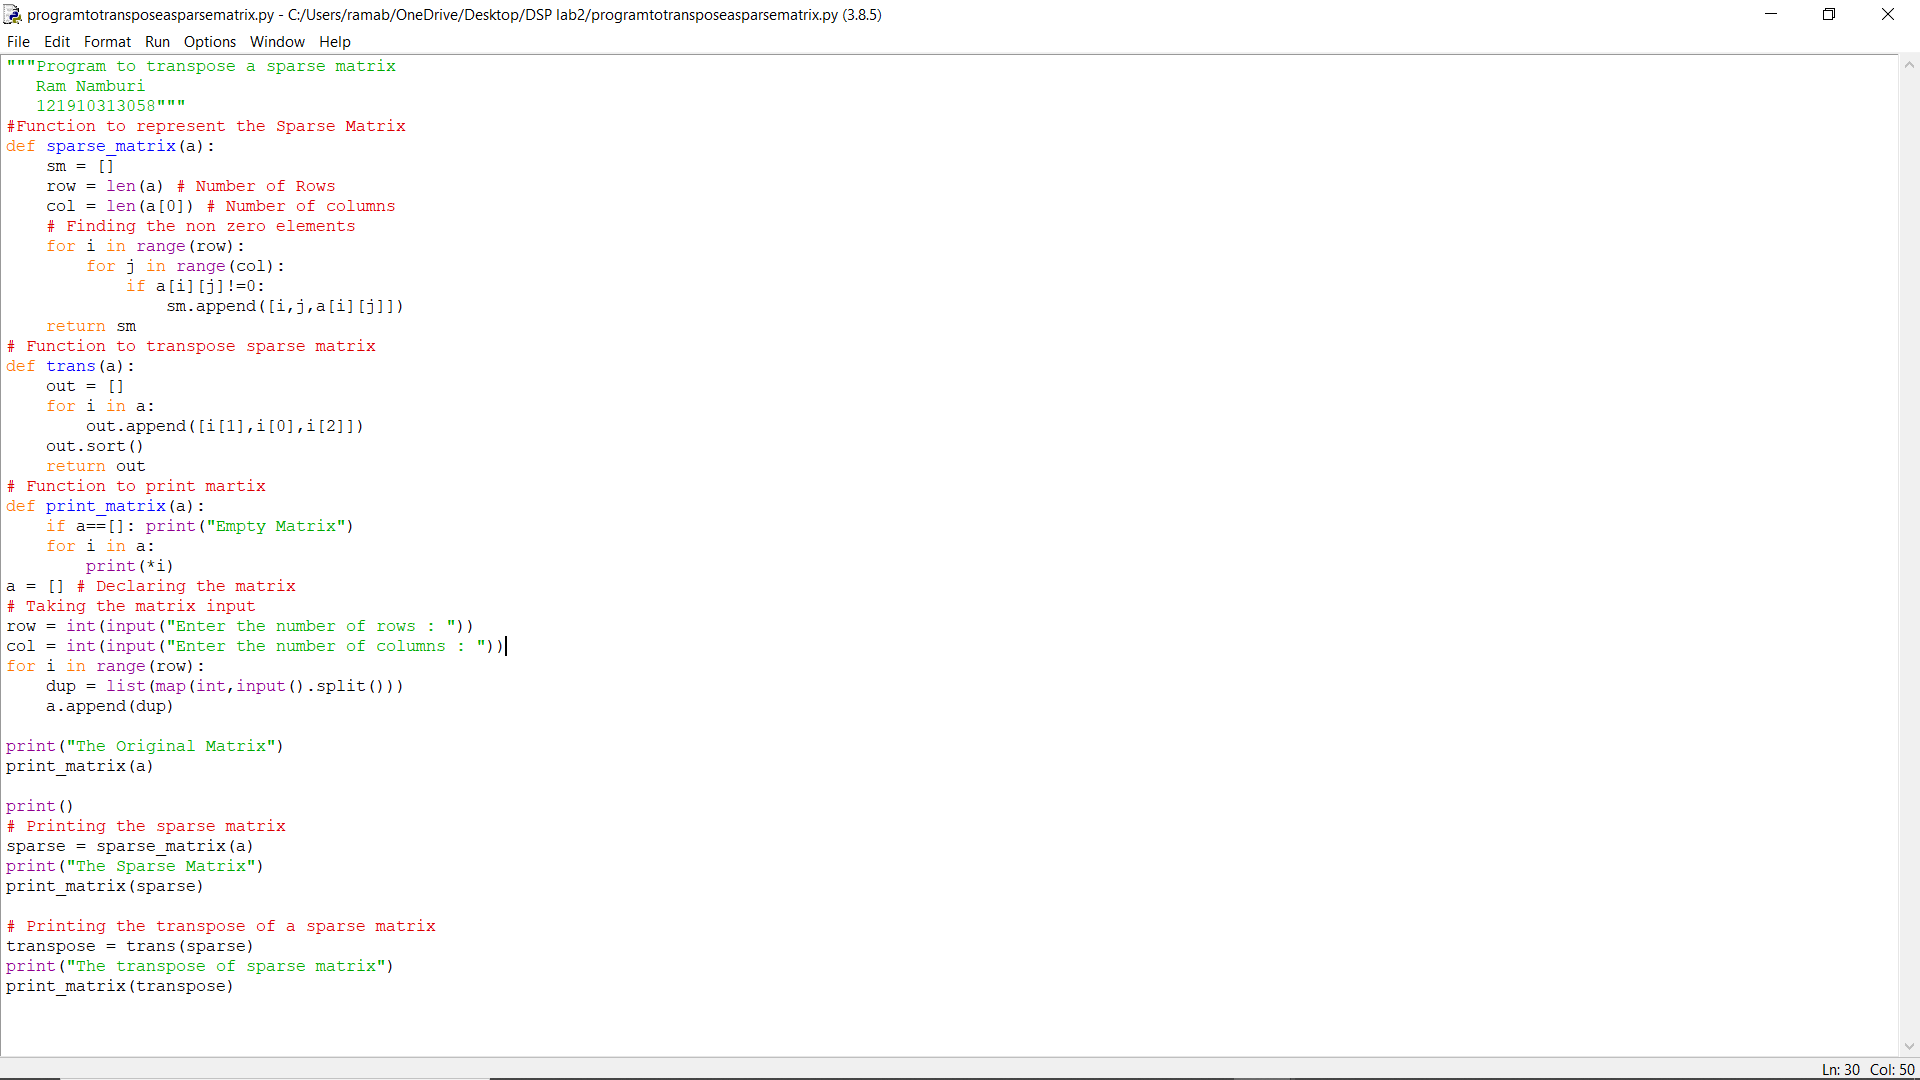 programtotransposeasparsematrix.py - C:/Users/ramab/OneDrive/Desktop/DSP lab2/programtotransposeasparsematrix.py (3.8.5)
File Edit Format Run Options Window Help
"""Program to transpose a sparse matrix
   Ram Namburi
   121910313058"""
#Function to represent the Sparse Matrix
def sparse_matrix(a):
    sm = []
    row = len(a) # Number of Rows
    col = len(a[0]) # Number of columns
    # Finding the non zero elements
    for i in range(row):
        for j in range(col):
            if a[i][j]!=0:
                sm.append([i,j,a[i][j]])
    return sm
# Function to transpose sparse matrix
def trans(a):
    out = []
    for i in a:
        out.append([i[1],i[0],i[2]])
    out.sort()
    return out
# Function to print martix
def print_matrix(a):
    if a==[]: print("Empty Matrix")
    for i in a:
        print(*i)
a = [] # Declaring the matrix
# Taking the matrix input
row = int(input("Enter the number of rows : "))
col = int(input("Enter the number of columns : "))
for i in range(row):
    dup = list(map(int,input().split()))
    a.append(dup)

print("The Original Matrix")
print_matrix(a)

print()
# Printing the sparse matrix
sparse = sparse_matrix(a)
print("The Sparse Matrix")
print_matrix(sparse)

# Printing the transpose of a sparse matrix
transpose = trans(sparse)
print("The transpose of sparse matrix")
print_matrix(transpose)
Ln: 30 Col: 50